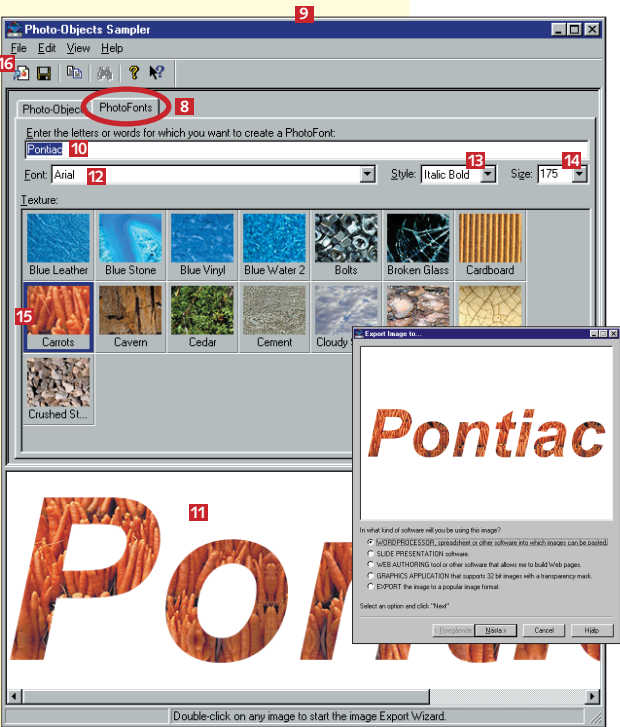 9
Photo-Objects Sampler
File Edit View Help
16
Photo-Objects PhotoFonts 8
Enter the letters or words for which you want to create a PhotoFont:
Pontiac 10
Font: Arial 12 Style: Italic Bold 13 Size: 175 14
Texture:
Blue Leather Blue Stone Blue Vinyl Blue Water 2 Bolts Broken Glass Cardboard
15
Carrots Cavern Cedar Cement Cloudy
Crushed St...
11
Pontiac
Export Image to...
Pontiac
In what kind of software will you be using this image?
WORDPROCESSOR, spreadsheet or other software into which images can be pasted.
SLIDE PRESENTATION software.
WEB AUTHORING tool or other software that allows me to build Web pages.
GRAPHICS APPLICATION that supports 32 bit images with a transparency mask.
EXPORT the image to a popular image format.
Select an option and click "Next"
< Föregående Nästa > Cancel Hjälp
Double-click on any image to start the image Export Wizard.